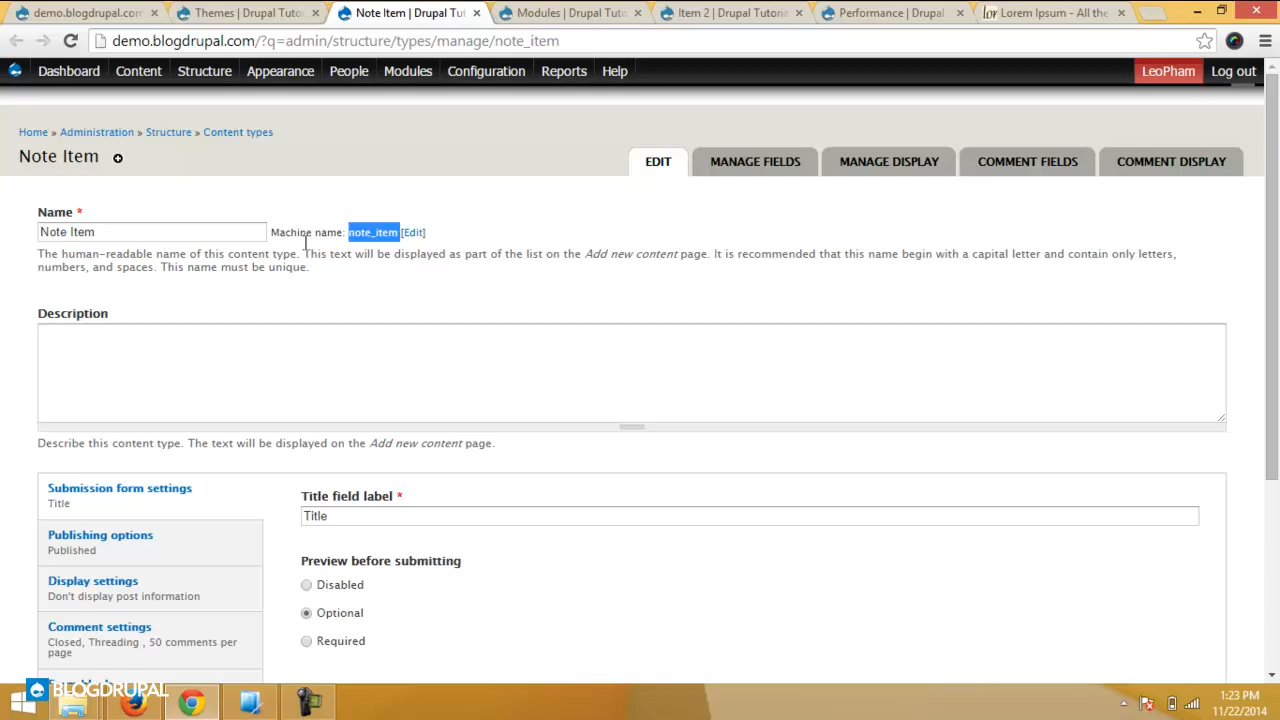 demo.blogdrupal.com
Themes | Drupal Tuto
Note Item | Drupal Tut
Modules | Drupal Tuto
Item 2 | Drupal Tutoria
Performance | Drupal
Lorem Ipsum - All the
demo.blogdrupal.com/?q=admin/structure/types/manage/note_item
Dashboard Content Structure Appearance People Modules Configuration Reports Help LeoPham Log out
Home » Administration » Structure » Content types
Note Item
EDIT MANAGE FIELDS MANAGE DISPLAY COMMENT FIELDS COMMENT DISPLAY
Name *
Note Item Machine name: note_item [Edit]
The human-readable name of this content type. This text will be displayed as part of the list on the Add new content page. It is recommended that this name begin with a capital letter and contain only letters,
numbers, and spaces. This name must be unique.
Description
Describe this content type. The text will be displayed on the Add new content page.
Submission form settings
Title
Publishing options
Published
Display settings
Don't display post information
Comment settings
Closed, Threading , 50 comments per
page
Title field label *
Title
Preview before submitting
Disabled
Optional
Required
BLOGDRUPAL
1:23 PM
11/22/2014